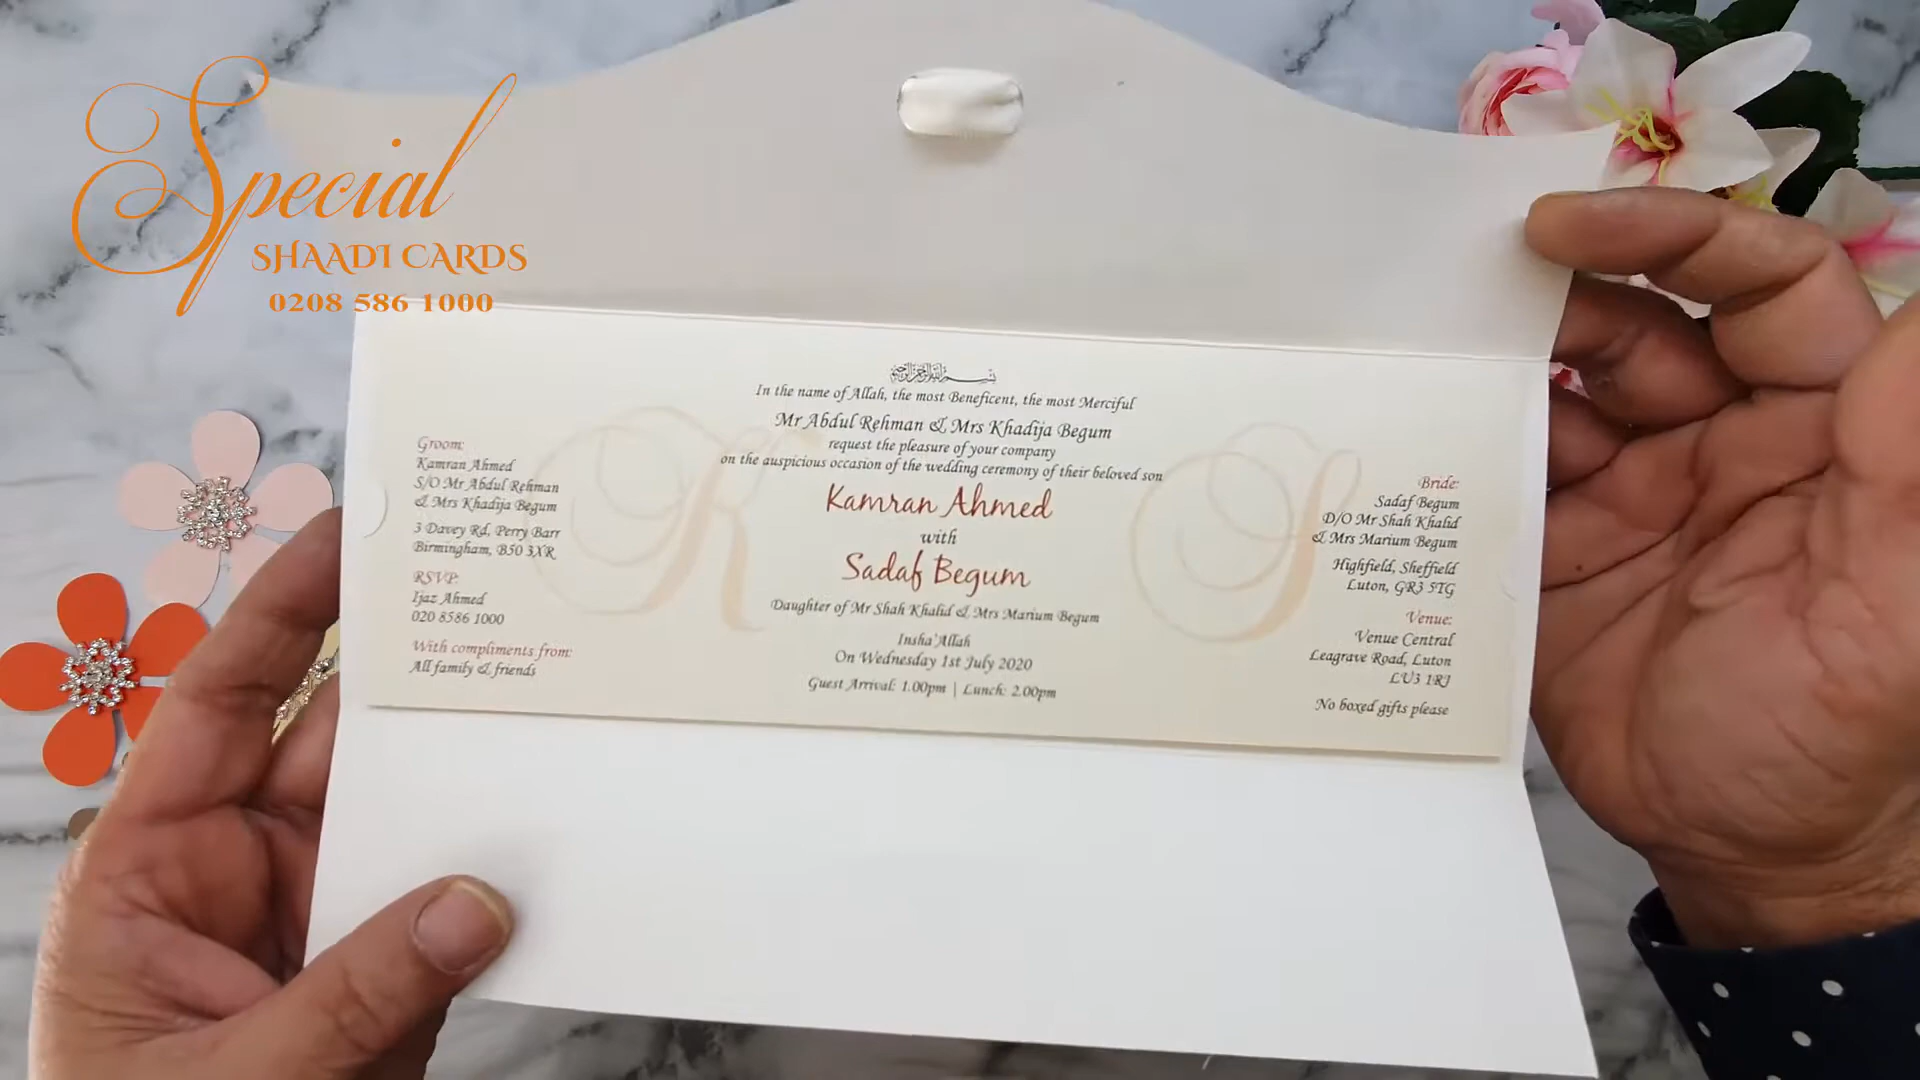 Special
SHAADI CARDS
0208 586 1000
بسم الله الرحمن الرحيم
In the name of Allah, the most Beneficent, the most Merciful
Mr Abdul Rehman & Mrs Khadija Begum
request the pleasure of your company
on the auspicious occasion of the wedding ceremony of their beloved son
Kamran Ahmed
with
Sadaf Begum
Daughter of Mr Shah Khalid & Mrs Marium Begum
Insha'Allah
On Wednesday 1st July 2020
Guest Arrival: 1.00pm | Lunch: 2.00pm
Groom:
Kamran Ahmed
S/O Mr Abdul Rehman
& Mrs Khadija Begum
3 Davey Rd, Perry Barr
Birmingham, B50 3XR
RSVP:
Ijaz Ahmed
020 8586 1000
With compliments from:
All family & friends
K
S
Bride:
Sadaf Begum
D/O Mr Shah Khalid
& Mrs Marium Begum
Highfield, Sheffield
Luton, GR3 5TG
Venue:
Venue Central
Leagrave Road, Luton
LU3 1RJ
No boxed gifts please